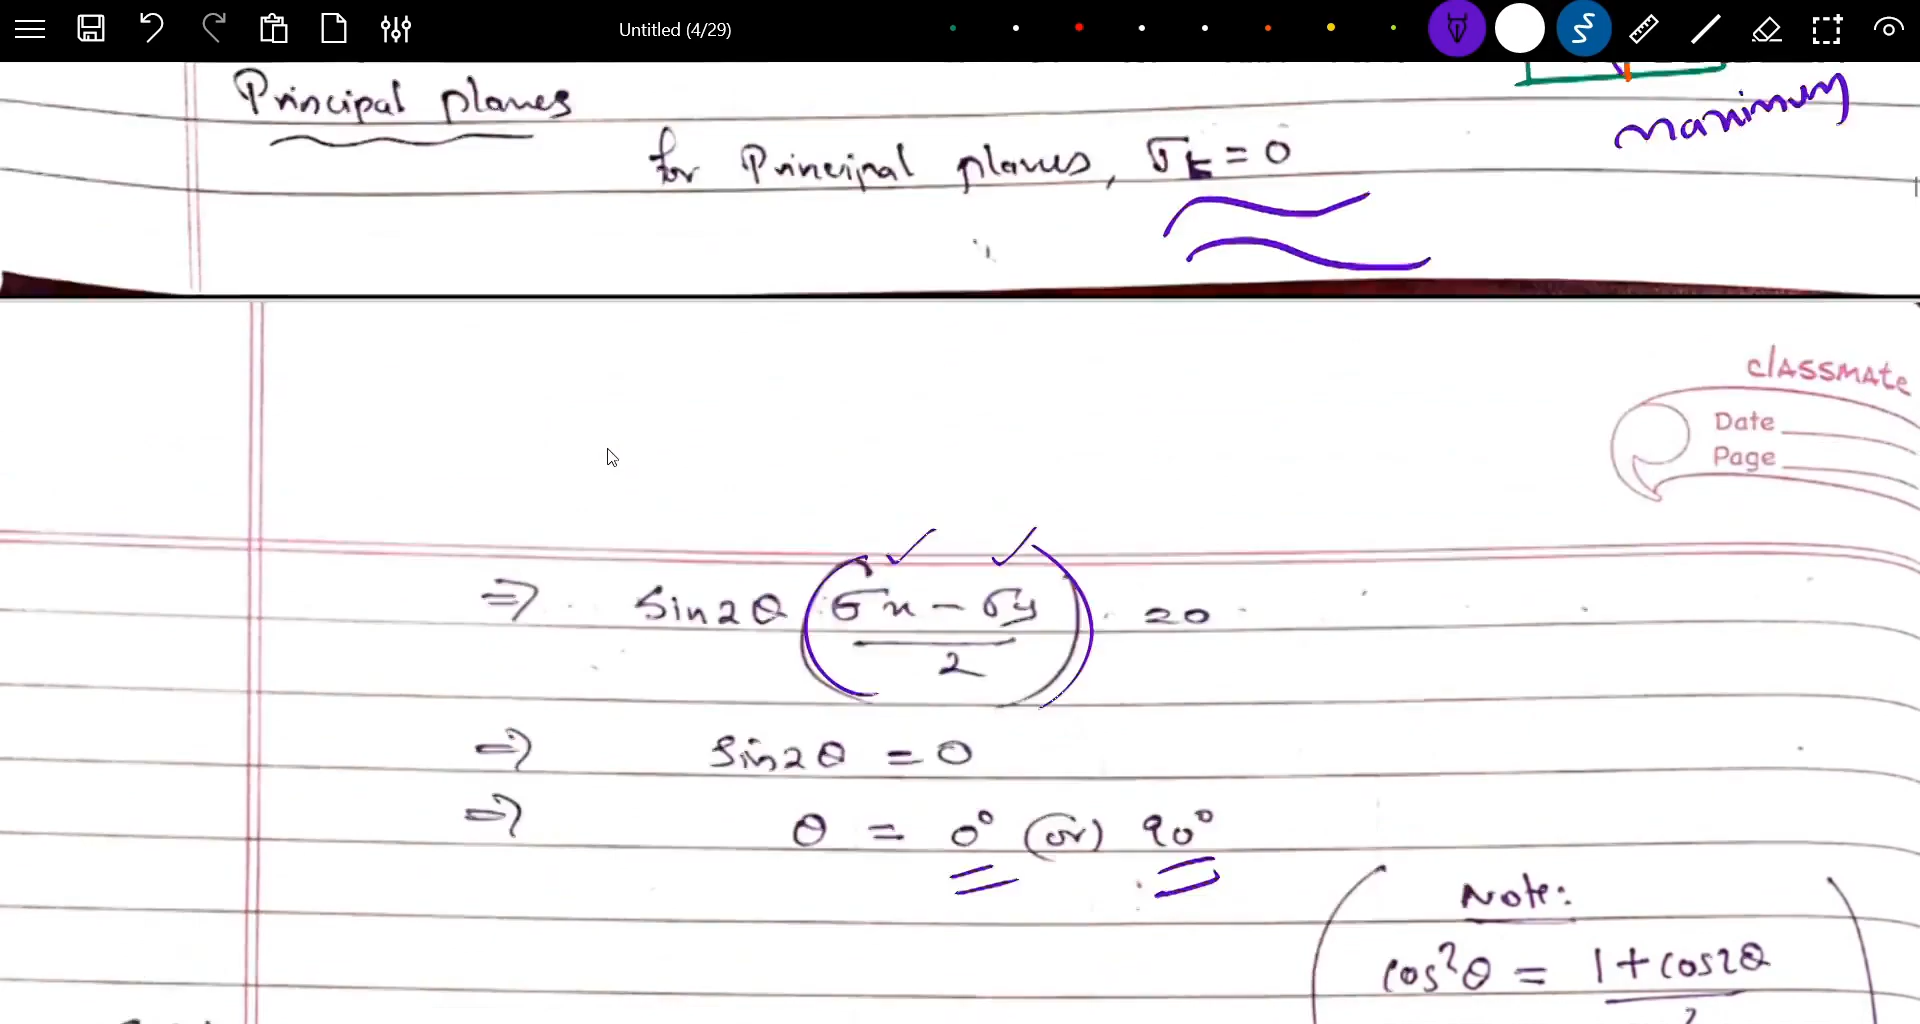 Untitled (4/29)
Principal planes
maximum
for Principal planes, σt = 0
classmate
Date
Page
⇒ Sin2θ (σx - σy / 2) = 0
⇒ Sin2θ = 0
⇒ θ = 0° (or) 90°
Note:
cos²θ = 1 + cos2θ / 2